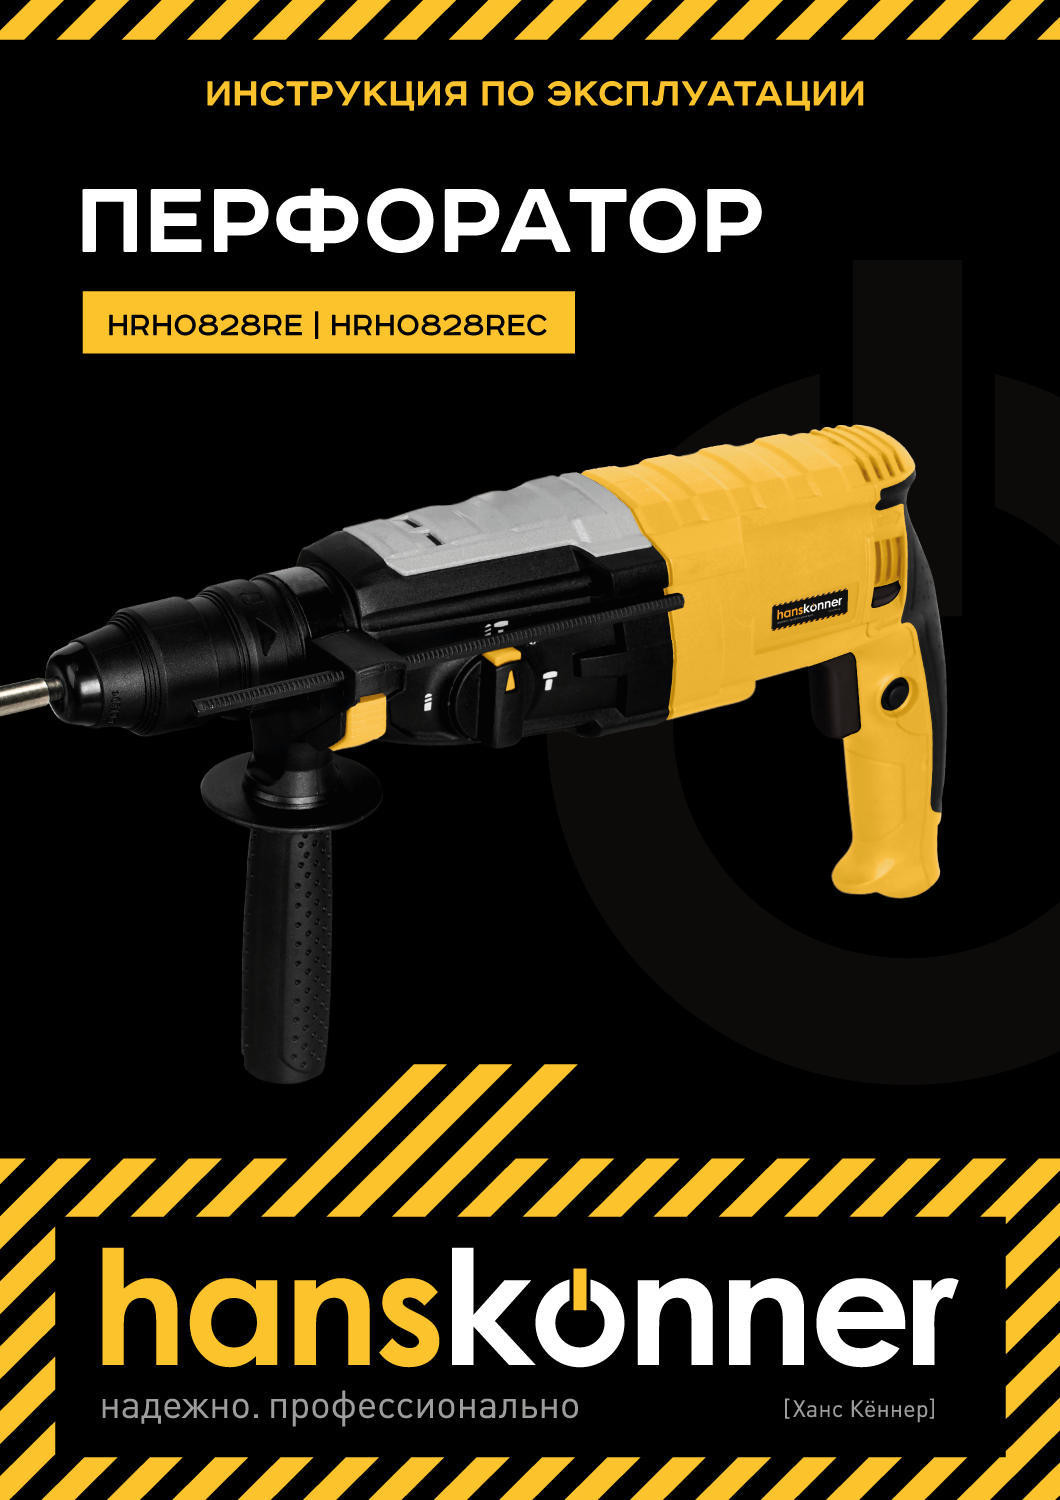 ИНСТРУКЦИЯ ПО ЭКСПЛУАТАЦИИ
ПЕРФОРАТОР
HRH0828RE | HRH0828REC
hanskonner
hanskonner
надежно. профессионально
[Ханс Кённер]